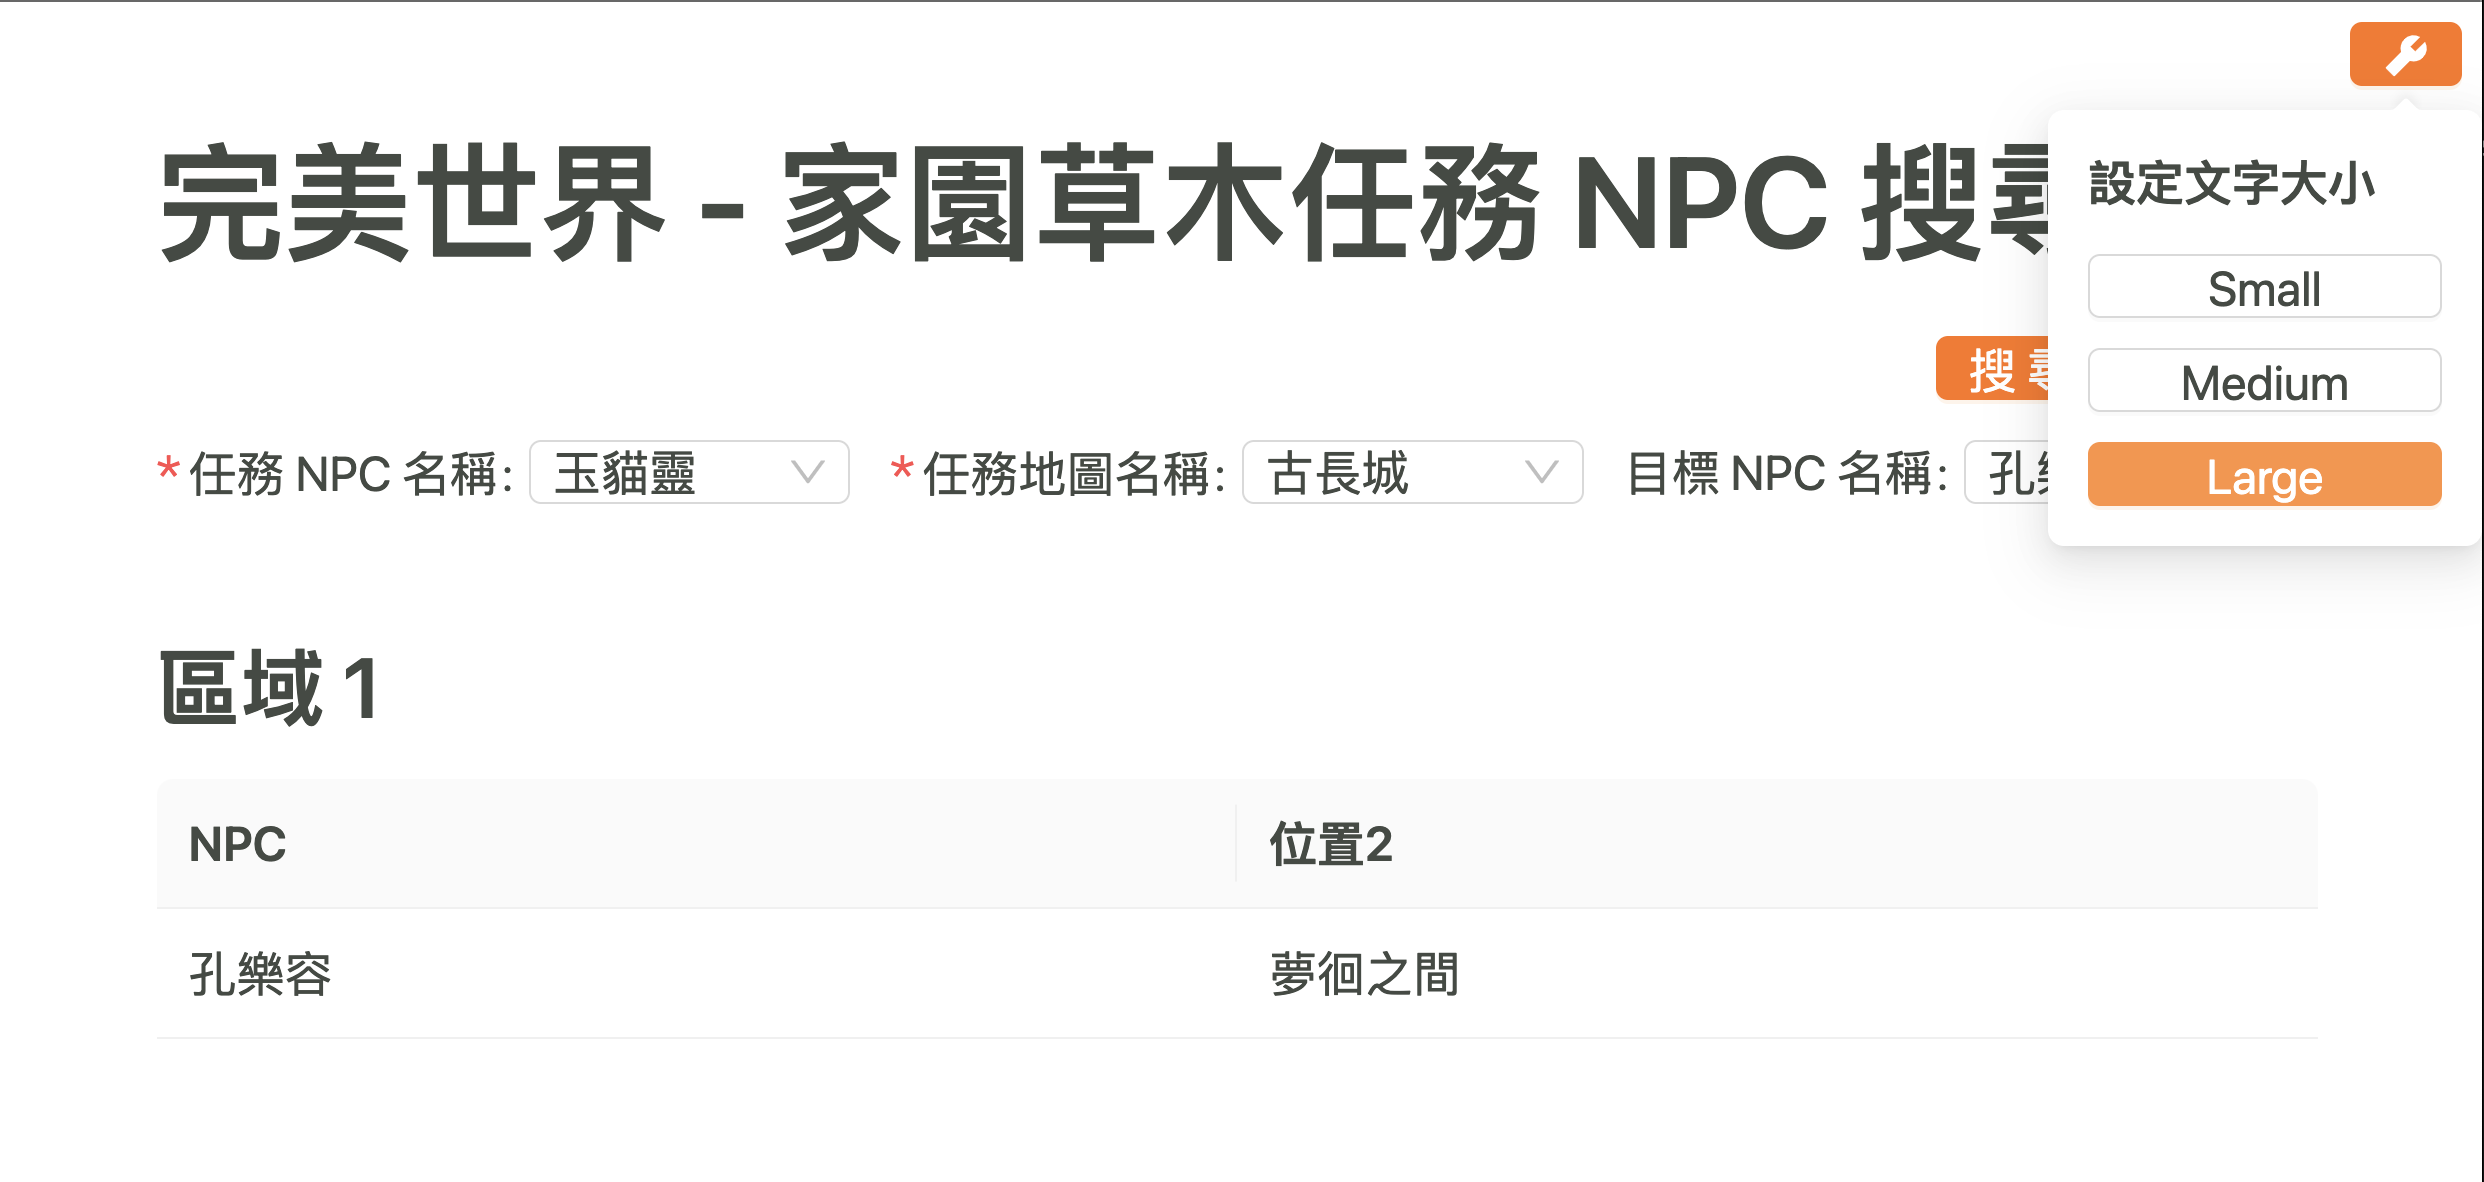 完美世界 - 家園草木任務 NPC 搜
設定文字大小
Small
Medium
Large
搜
* 任務 NPC 名稱: 玉貓靈
* 任務地圖名稱: 古長城
目標 NPC 名稱: 孔
區域 1
NPC 位置2
孔樂容 夢徊之間